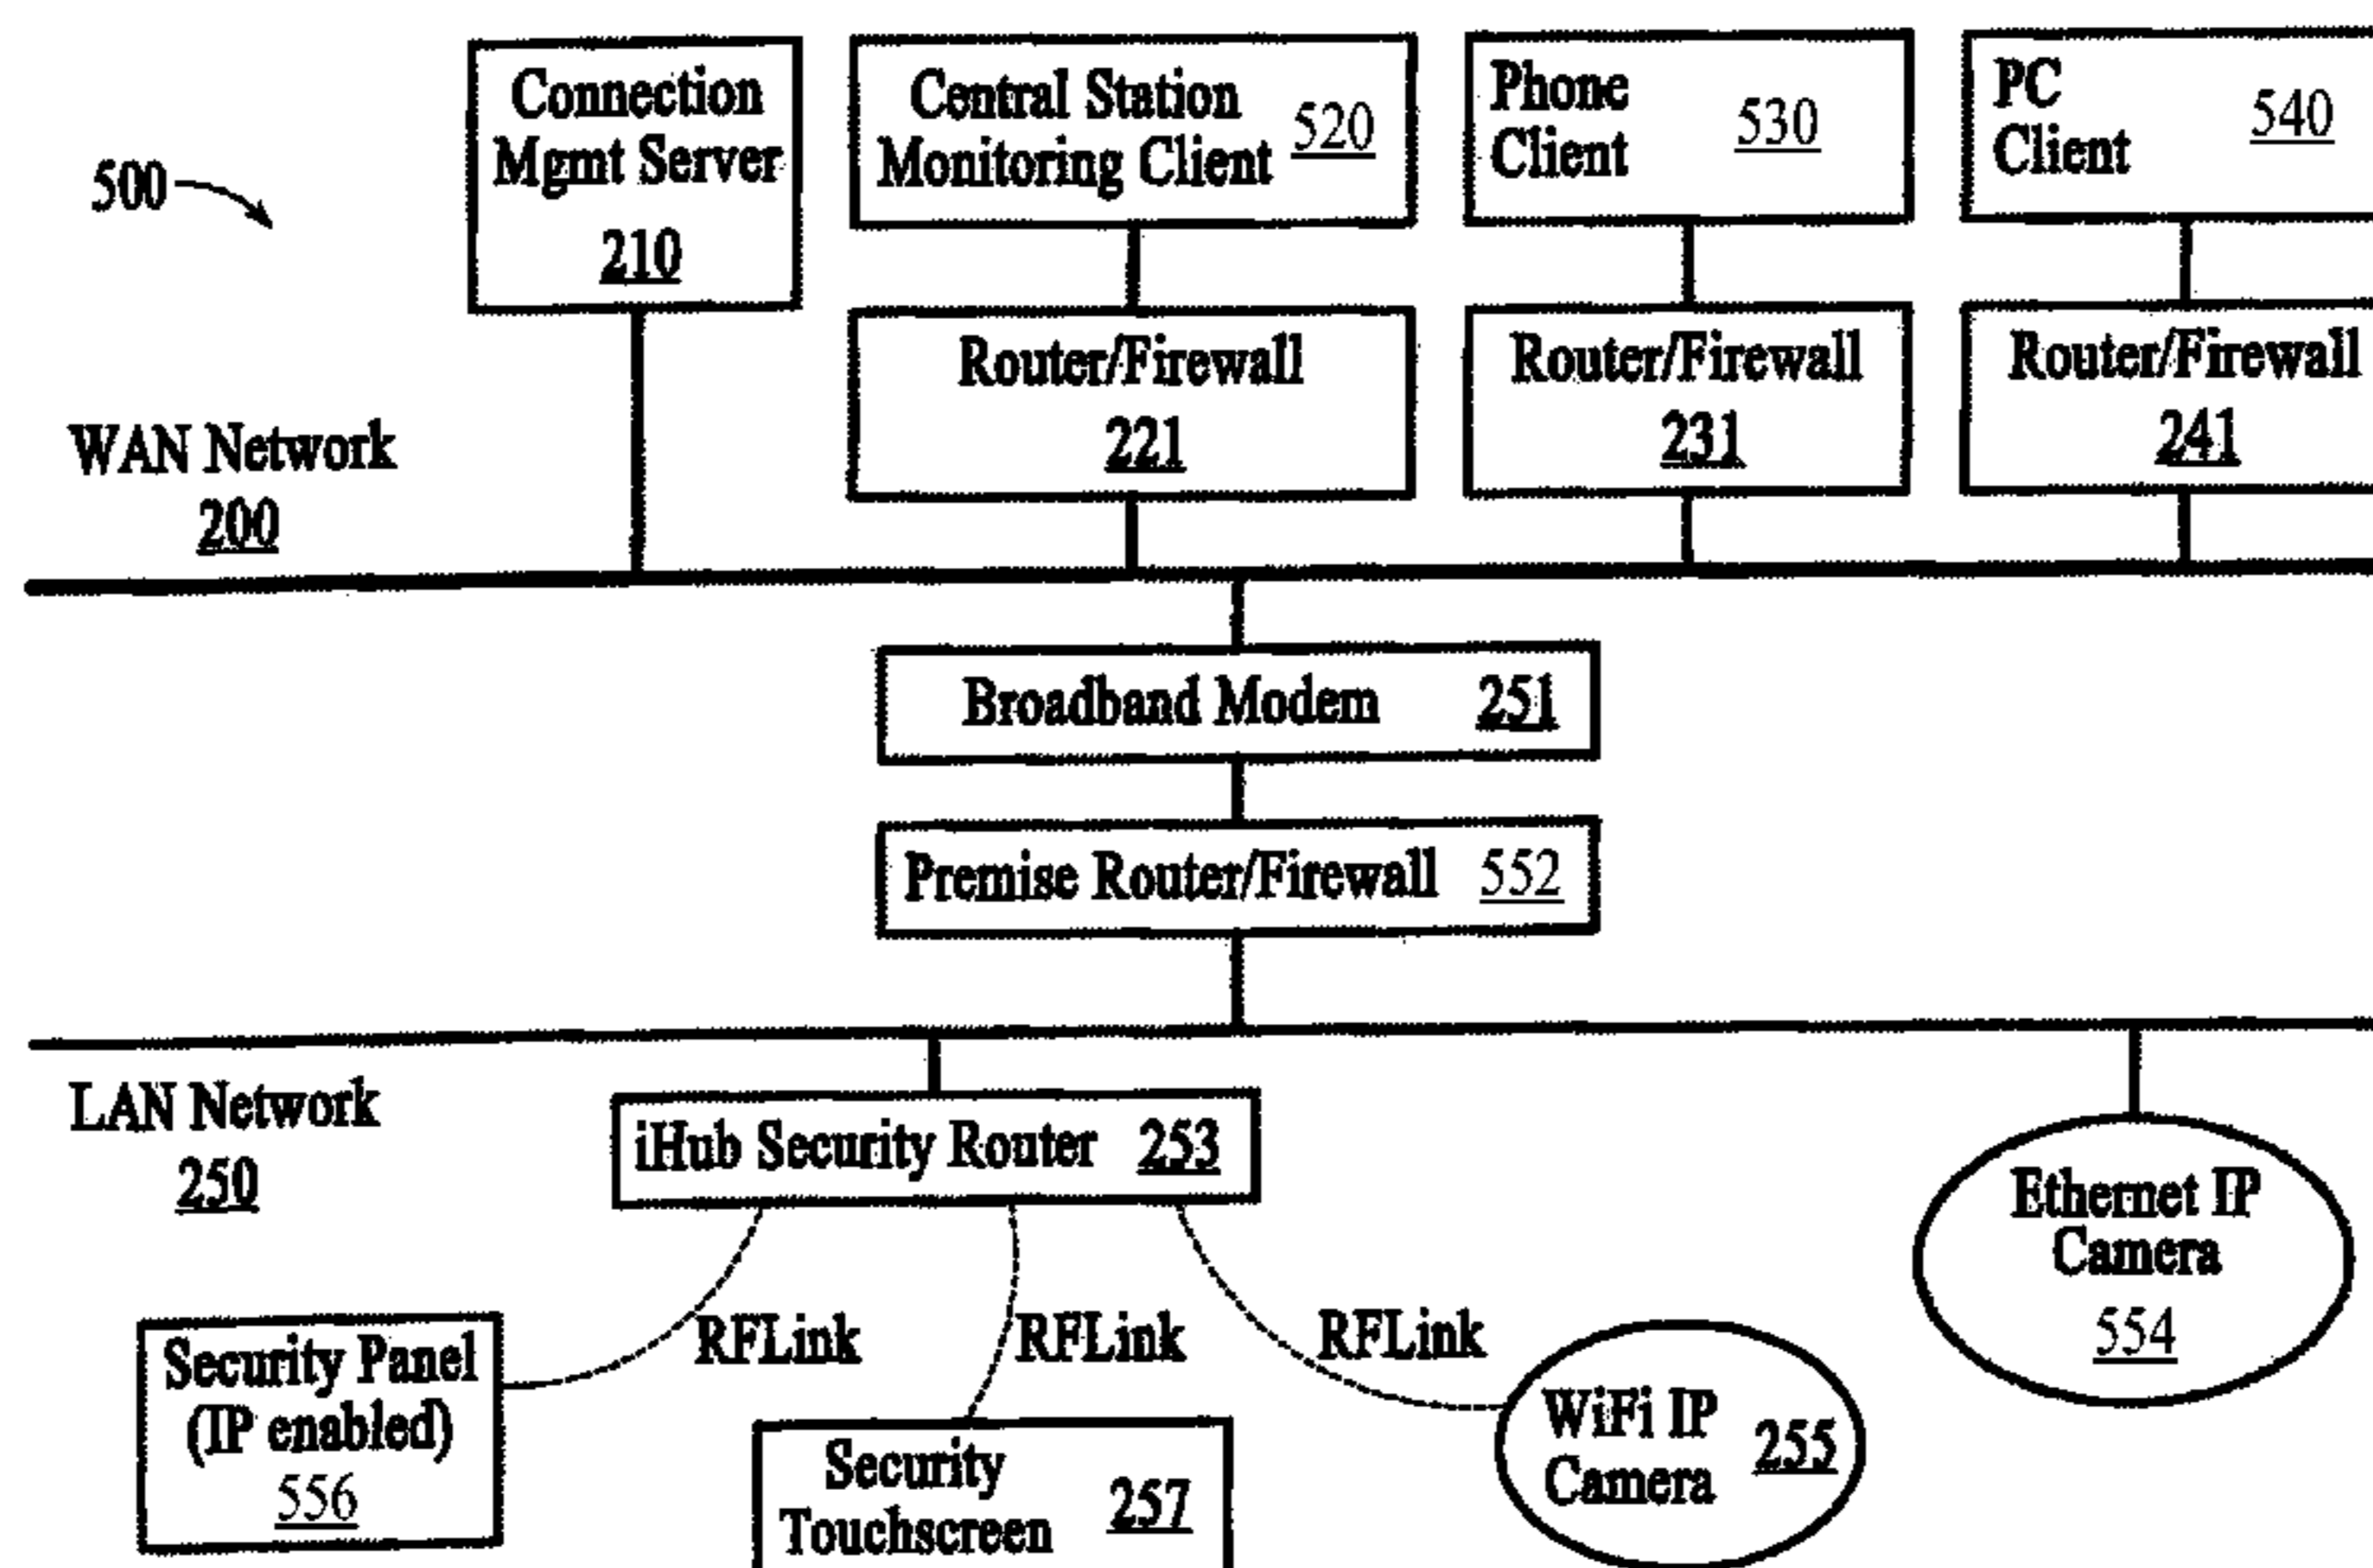 Connection
Mgmt Server
210
Central Station
Monitoring Client 520
Phone
Client
530
PC
Client
540
500
Router/Firewall
221
Router/Firewall
231
Router/Firewall
241
WAN Network
200
Broadband Modem 251
Premise Router/Firewall 552
LAN Network
250
iHub Security Router 253
Ethernet IP
Camera
554
RFLink
RFLink
RFLink
Security Panel
(IP enabled)
556
Security
Touchscreen
257
WiFi IP
Camera
255